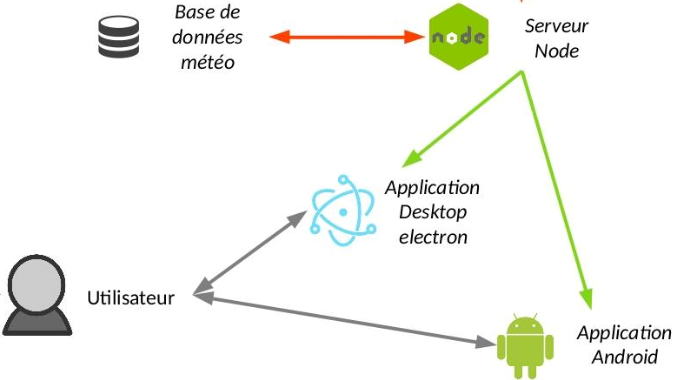 Base de
données
météo
node
Serveur
Node
Application
Desktop
electron
Utilisateur
Application
Android